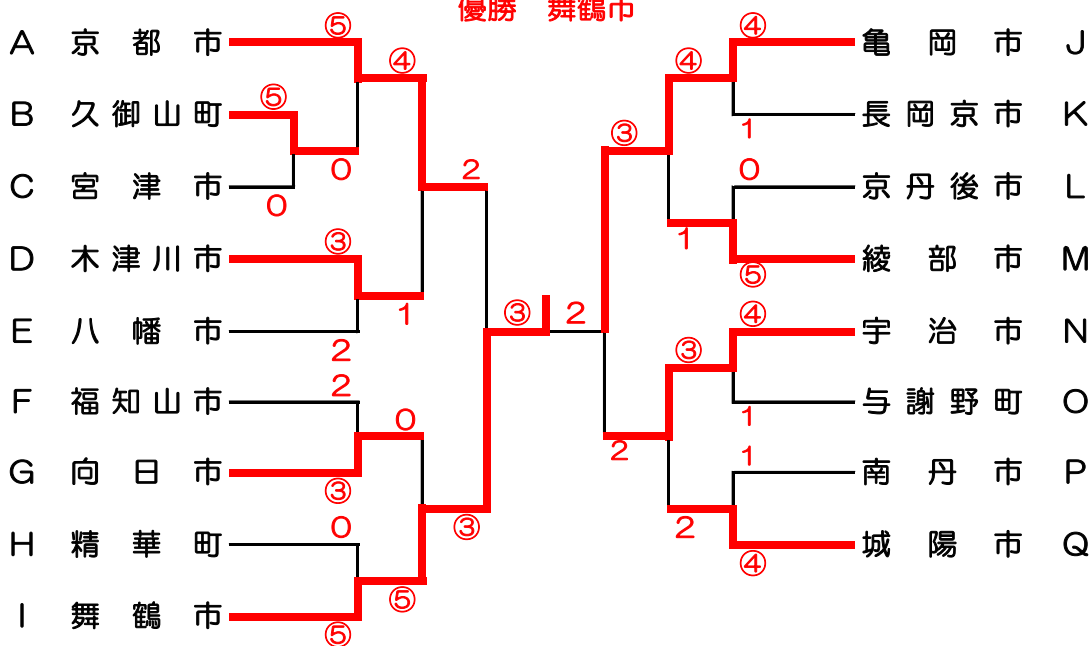 優勝 舞鶴市
⑤ ④
A 京都市 ④ 亀岡市 J
④
⑤
B 久御山町 ③ 長岡京市 K
1
0 2 0
C 宮津市 京丹後市 L
0
③ 1
D 木津川市 綾部市 M
⑤
1 ③ 2 ④
E 八幡市 宇治市 N
2 ③
2
F 福知山市 与謝野町 O
0 1
2 1
G 向日市 南丹市 P
③
0 ③ 2
H 精華町 城陽市 Q
④
⑤
I 舞鶴市
⑤